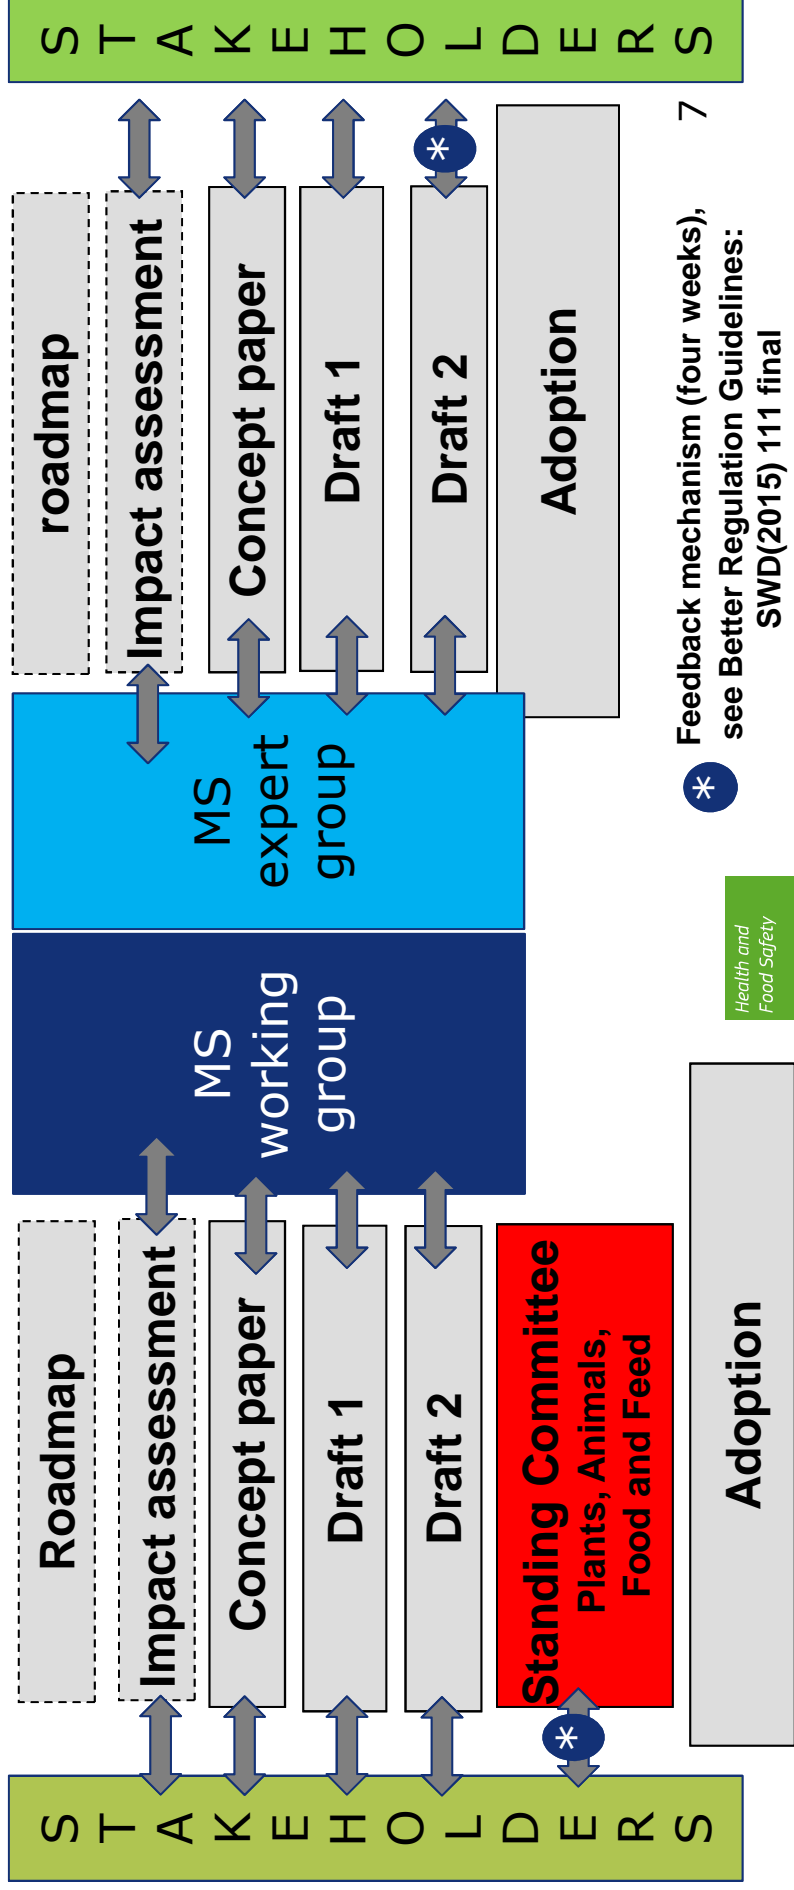 S
T
A
K
E
H
O
L
D
E
R
S
Roadmap
Impact assessment
Concept paper
Draft 1
Draft 2
Standing Committee
Plants, Animals,
Food and Feed
Adoption
MS
working
group
MS
expert
group
roadmap
Impact assessment
Concept paper
Draft 1
Draft 2
Adoption
S
T
A
K
E
H
O
L
D
E
R
S
*
*
* Feedback mechanism (four weeks),
see Better Regulation Guidelines:
SWD(2015) 111 final
Health and
Food Safety
7